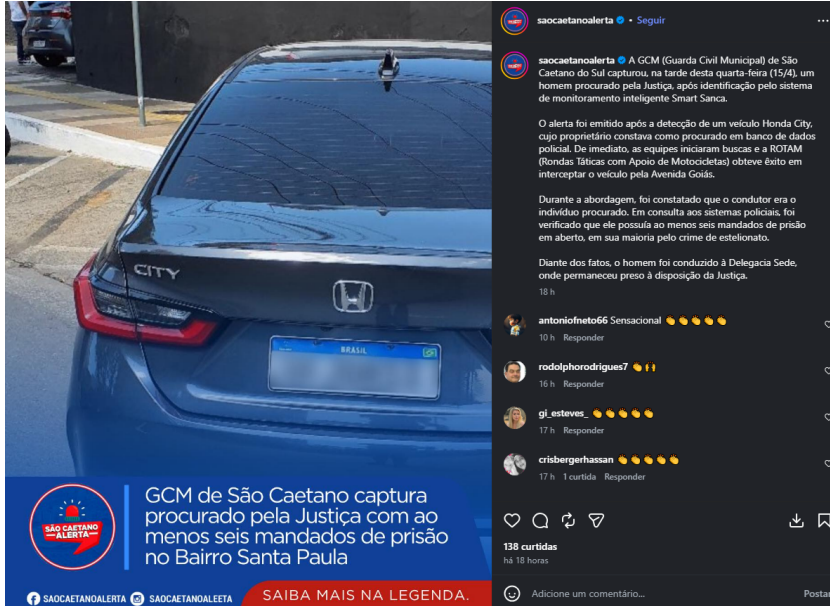 CITY
BRASIL
SÃO CAETANO
ALERTA
GCM de São Caetano captura
procurado pela Justiça com ao
menos seis mandados de prisão
no Bairro Santa Paula
SAOCAETANOALERTA
SAOCAETANOALEETA
SAIBA MAIS NA LEGENDA.
saocaetanoalerta • Seguir
saocaetanoalerta A GCM (Guarda Civil Municipal) de São
Caetano do Sul capturou, na tarde desta quarta-feira (15/4), um
homem procurado pela Justiça, após identificação pelo sistema
de monitoramento inteligente Smart Sanca.
O alerta foi emitido após a detecção de um veículo Honda City,
cujo proprietário constava como procurado em banco de dados
policial. De imediato, as equipes iniciaram buscas e a ROTAM
(Rondas Táticas com Apoio de Motocicletas) obteve êxito em
interceptar o veículo pela Avenida Goiás.
Durante a abordagem, foi constatado que o condutor era o
indivíduo procurado. Em consulta aos sistemas policiais, foi
verificado que ele possuía ao menos seis mandados de prisão
em aberto, em sua maioria pelo crime de estelionato.
Diante dos fatos, o homem foi conduzido à Delegacia Sede,
onde permaneceu preso à disposição da Justiça.
18 h
antoniofneto66 Sensacional 👏👏👏👏👏
10 h Responder
rodolphorodrigues7 👏🙌
16 h Responder
gi_esteves_ 👏👏👏👏👏
17 h Responder
crisbergerhassan 👏👏👏👏👏
17 h 1 curtida Responder
138 curtidas
há 18 horas
Adicione um comentário...
Postar